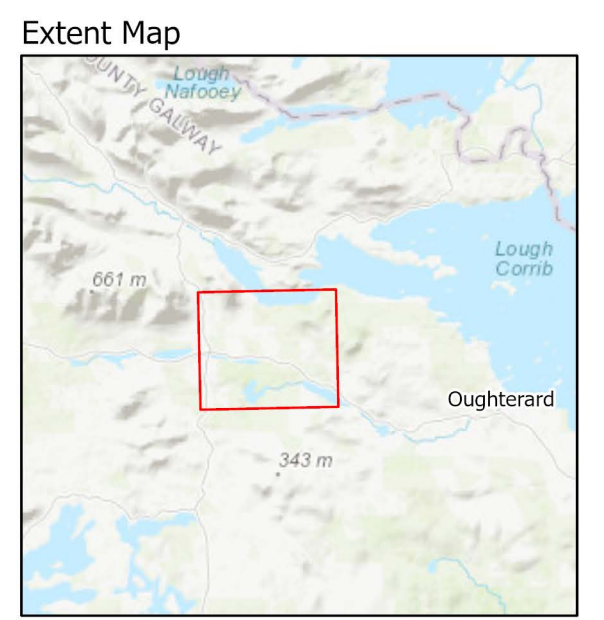 Extent Map
Lough
Nafooey
COUNTY GALWAY
Lough
Corrib
661 m
Oughterard
343 m